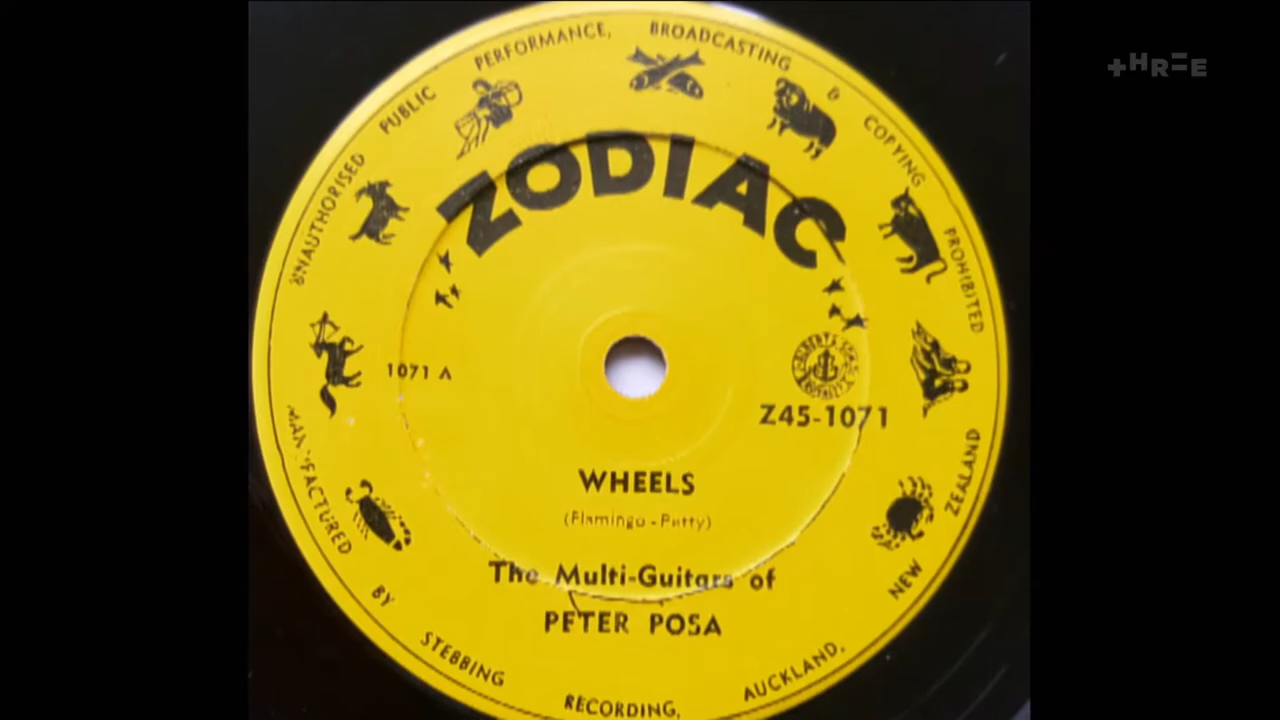 UNAUTHORISED PUBLIC PERFORMANCE, BROADCASTING & COPYING PROHIBITED
+HR=E
ZODIAC
1071 A
Z45-1071
WHEELS
(Flamingo - Patty)
The Multi-Guitars of
PETER POSA
MANUFACTURED BY STEBBING RECORDING, AUCKLAND, NEW ZEALAND